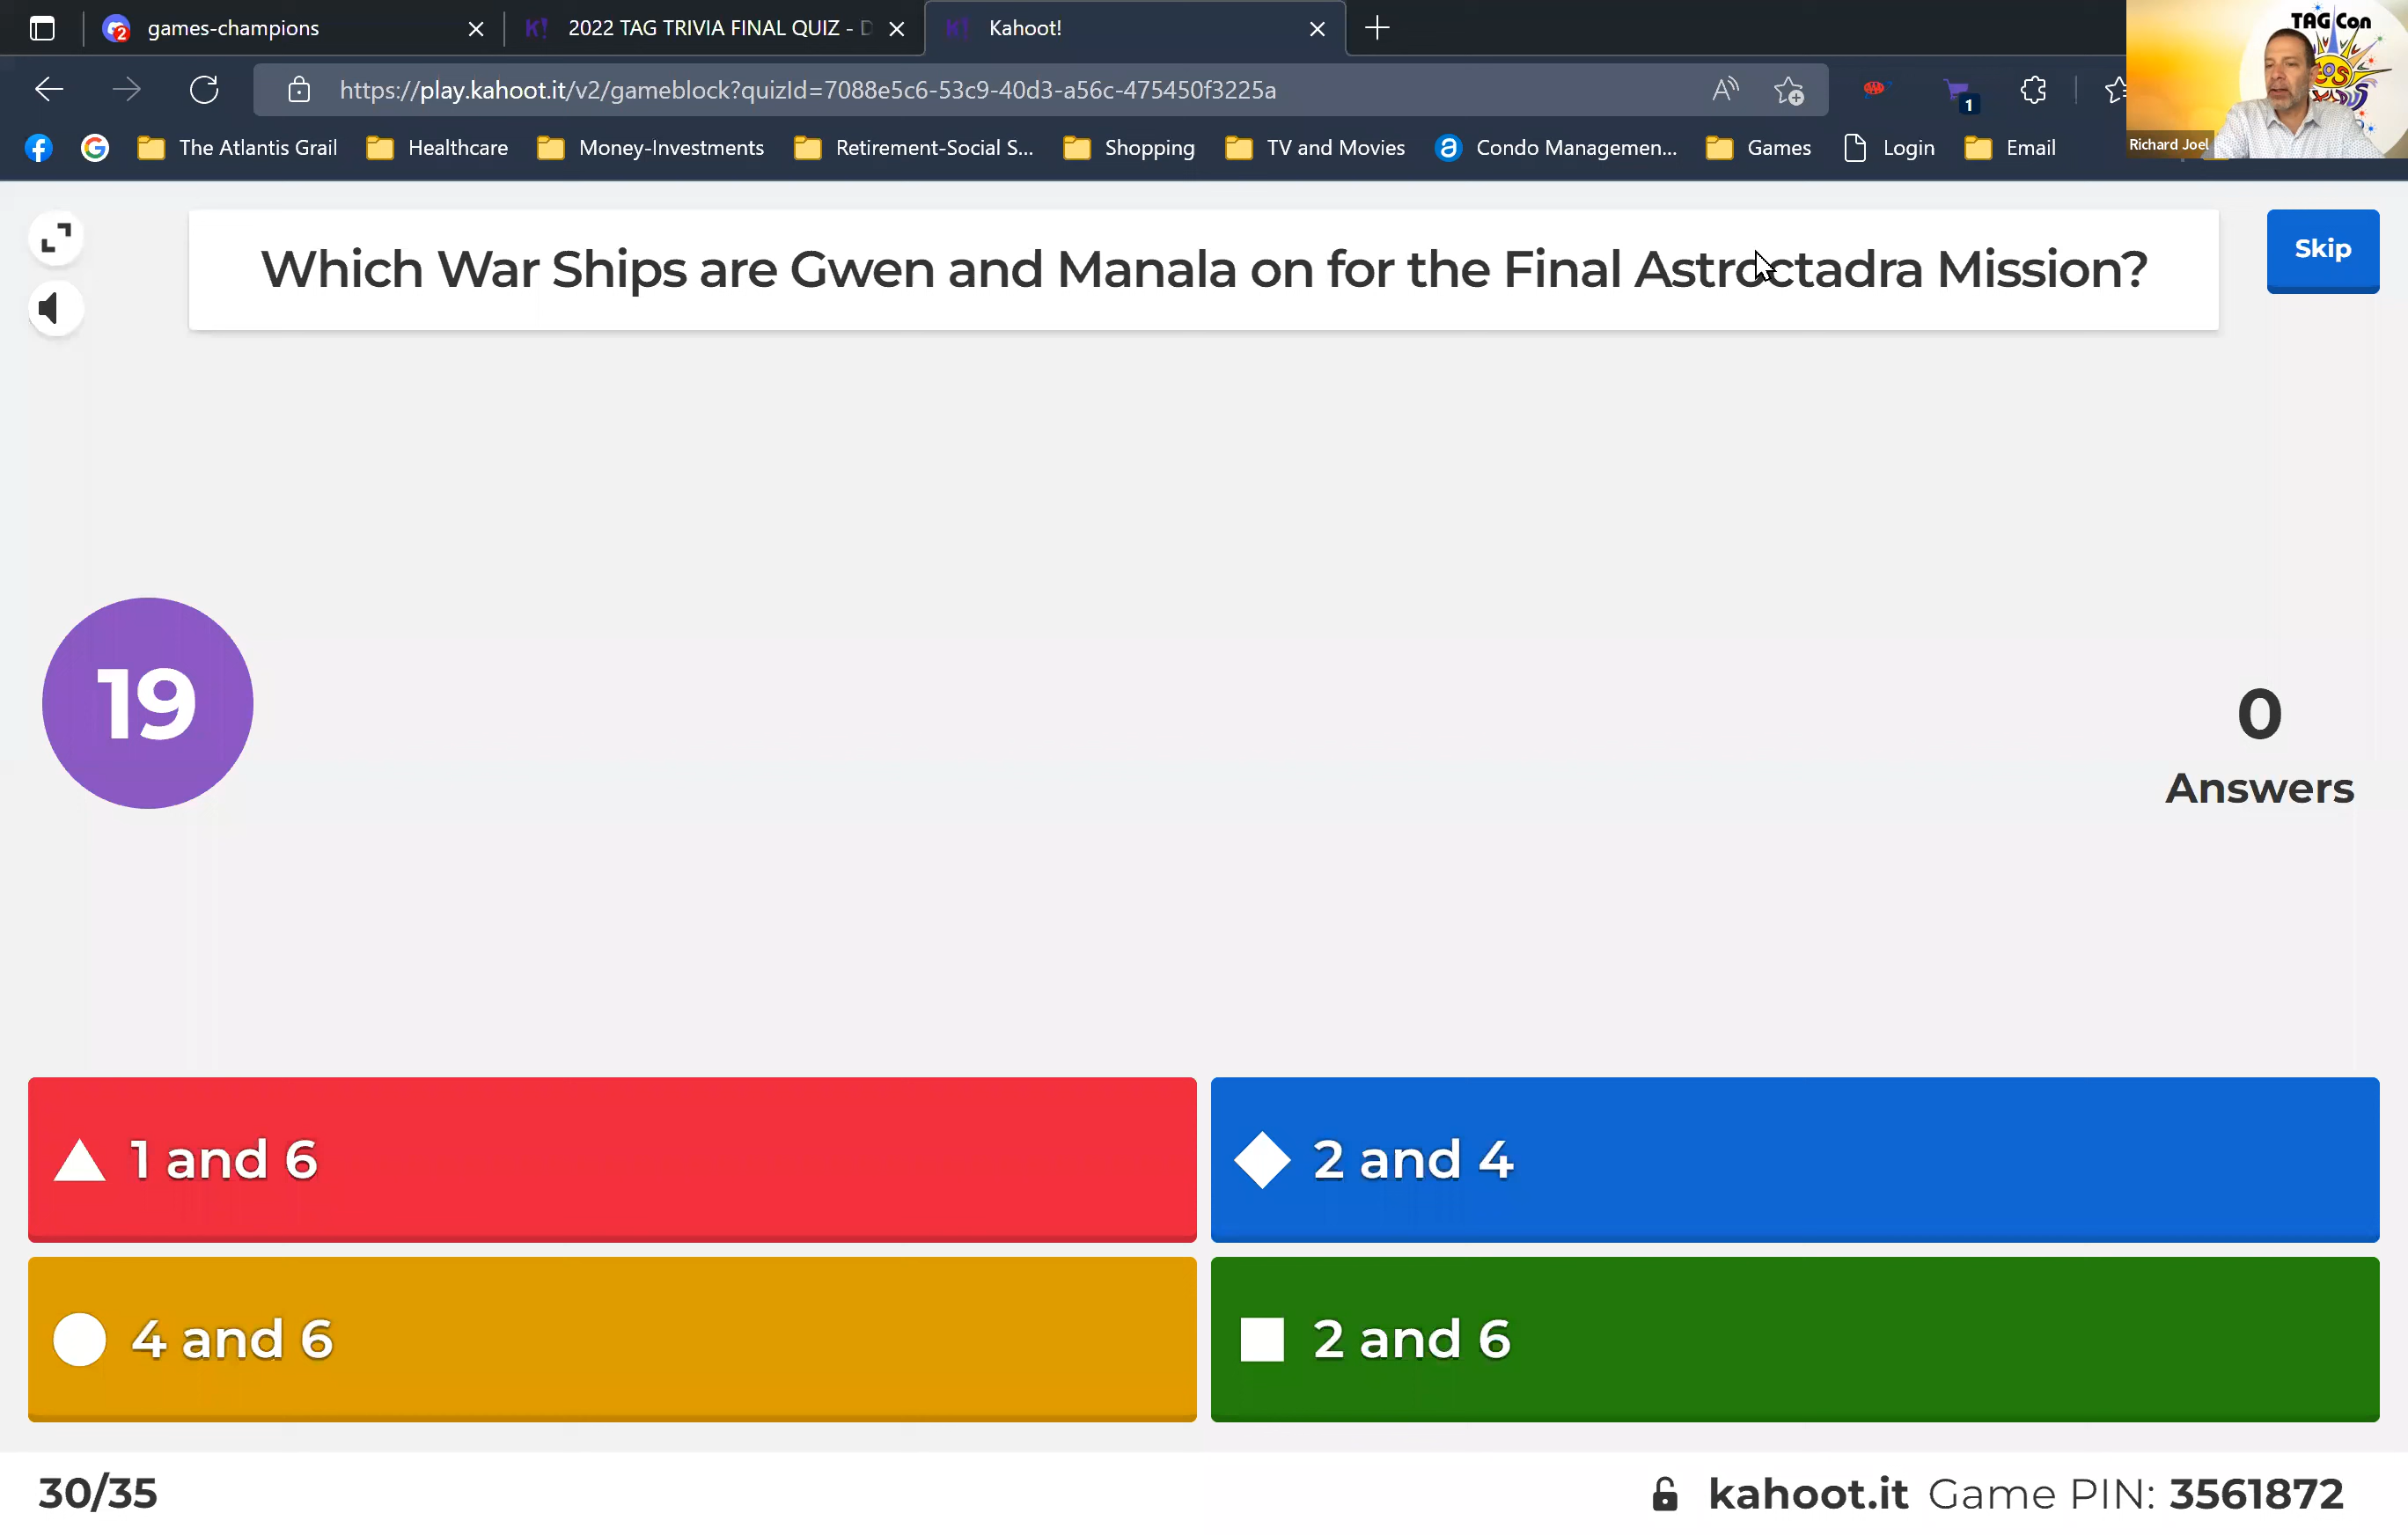 games-champions
2022 TAG TRIVIA FINAL QUIZ - D
Kahoot!
TAG Con
https://play.kahoot.it/v2/gameblock?quizId=7088e5c6-53c9-40d3-a56c-475450f3225a
1
The Atlantis Grail
Healthcare
Money-Investments
Retirement-Social S...
Shopping
TV and Movies
Condo Managemen...
Games
Login
Email
Richard Joel
Which War Ships are Gwen and Manala on for the Final Astroctadra Mission?
Skip
19
0
Answers
1 and 6
2 and 4
4 and 6
2 and 6
30/35
kahoot.it Game PIN: 3561872